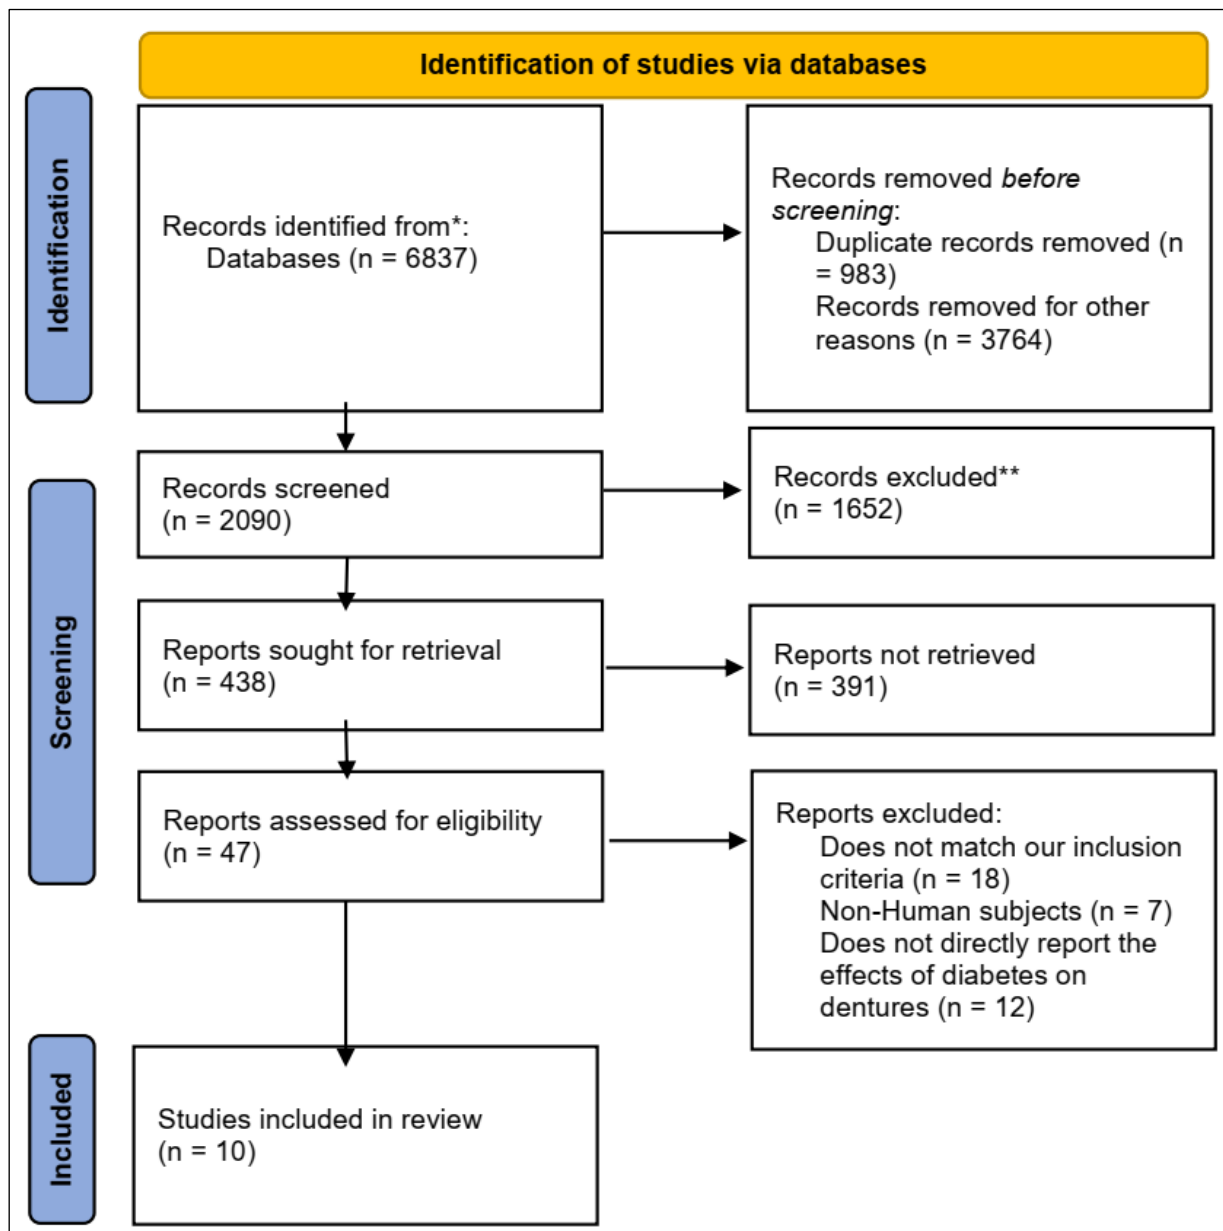 Identification of studies via databases
Identification
Records identified from*:
Databases (n = 6837)
Records removed before
screening:
Duplicate records removed (n
= 983)
Records removed for other
reasons (n = 3764)
Screening
Records screened
(n = 2090)
Records excluded**
(n = 1652)
Reports sought for retrieval
(n = 438)
Reports not retrieved
(n = 391)
Reports assessed for eligibility
(n = 47)
Reports excluded:
Does not match our inclusion
criteria (n = 18)
Non-Human subjects (n = 7)
Does not directly report the
effects of diabetes on
dentures (n = 12)
Included
Studies included in review
(n = 10)